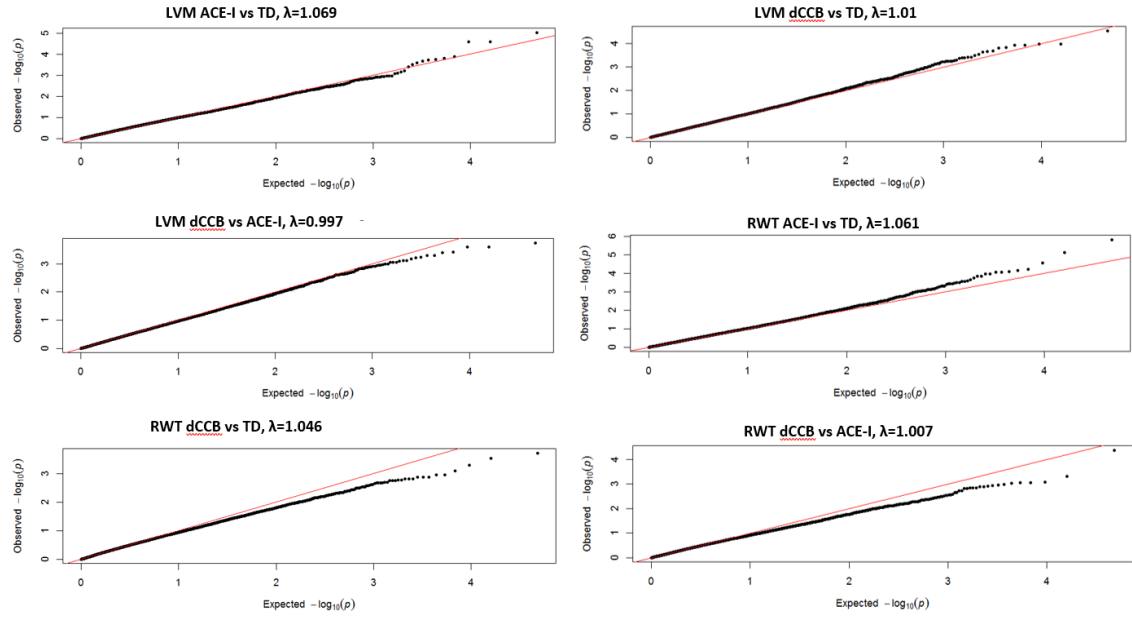 LVM ACE-I vs TD, λ=1.069
Observed −log10(p)
5
4
3
2
1
0
0 1 2 3 4
Expected −log10(p)
LVM dCCB vs TD, λ=1.01
Observed −log10(p)
4
3
2
1
0
0 1 2 3 4
Expected −log10(p)
LVM dCCB vs ACE-I, λ=0.997
Observed −log10(p)
3
2
1
0
0 1 2 3 4
Expected −log10(p)
RWT ACE-I vs TD, λ=1.061
Observed −log10(p)
6
5
4
3
2
1
0
0 1 2 3 4
Expected −log10(p)
RWT dCCB vs TD, λ=1.046
Observed −log10(p)
3
2
1
0
0 1 2 3 4
Expected −log10(p)
RWT dCCB vs ACE-I, λ=1.007
Observed −log10(p)
4
3
2
1
0
0 1 2 3 4
Expected −log10(p)